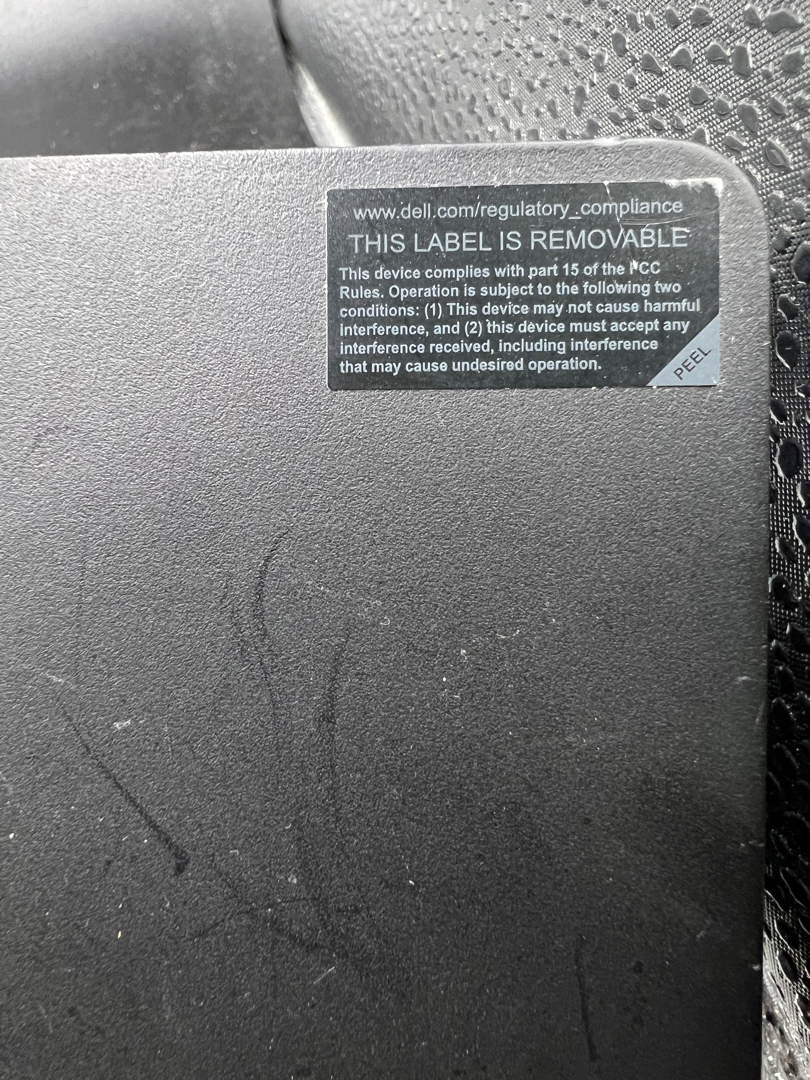 www.dell.com/regulatory_compliance
THIS LABEL IS REMOVABLE
This device complies with part 15 of the FCC
Rules. Operation is subject to the following two
conditions: (1) This device may not cause harmful
interference, and (2) this device must accept any
interference received, including interference
that may cause undesired operation.
PEEL